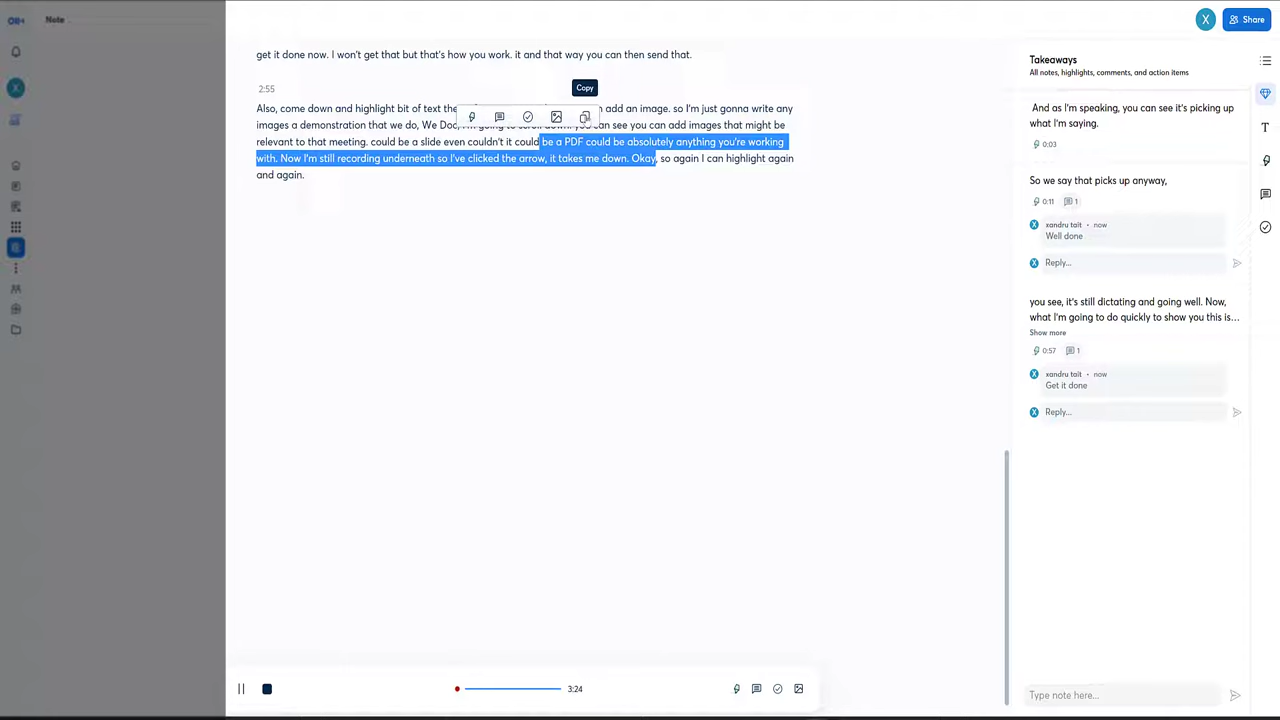 OB+
Note
X
Share
get it done now. I won't get that but that's how you work. it and that way you can then send that.
2:55
Copy
Also, come down and highlight bit of text the
n add an image. so I'm just gonna write any
images a demonstration that we do, We Doc,
can see you can add images that might be
relevant to that meeting. could be a slide even couldn't it could be a PDF could be absolutely anything you're working
with. Now I'm still recording underneath so I've clicked the arrow, it takes me down. Okay, so again I can highlight again
and again.
3:24
Takeaways
All notes, highlights, comments, and action items
And as I'm speaking, you can see it's picking up
what I'm saying.
0:03
So we say that picks up anyway,
0:11 1
X xandru tait • now
Well done
X Reply...
you see, it's still dictating and going well. Now,
what I'm going to do quickly to show you this is...
Show more
0:57 1
X xandru tait • now
Get it done
X Reply...
Type note here...
T
X